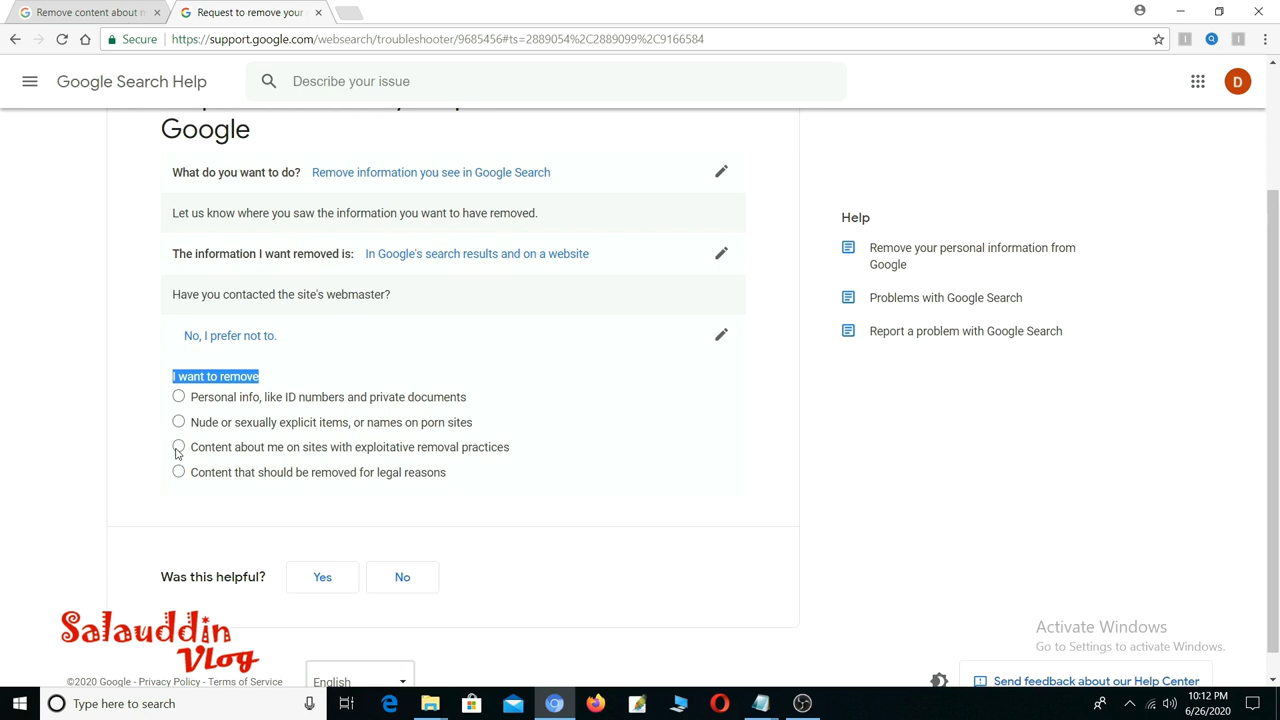 Remove content about m
Request to remove your
Secure
https://support.google.com/websearch/troubleshooter/9685456#ts=2889054%2C2889099%2C9166584
Google Search Help
Describe your issue
D
Google
What do you want to do? Remove information you see in Google Search
Let us know where you saw the information you want to have removed.
The information I want removed is: In Google's search results and on a website
Have you contacted the site's webmaster?
No, I prefer not to.
I want to remove
Personal info, like ID numbers and private documents
Nude or sexually explicit items, or names on porn sites
Content about me on sites with exploitative removal practices
Content that should be removed for legal reasons
Help
Remove your personal information from
Google
Problems with Google Search
Report a problem with Google Search
Was this helpful?
Yes
No
Salauddin
Vlog
Activate Windows
Go to Settings to activate Windows.
©2020 Google - Privacy Policy - Terms of Service
English
Send feedback about our Help Center
Type here to search
10:12 PM
6/26/2020